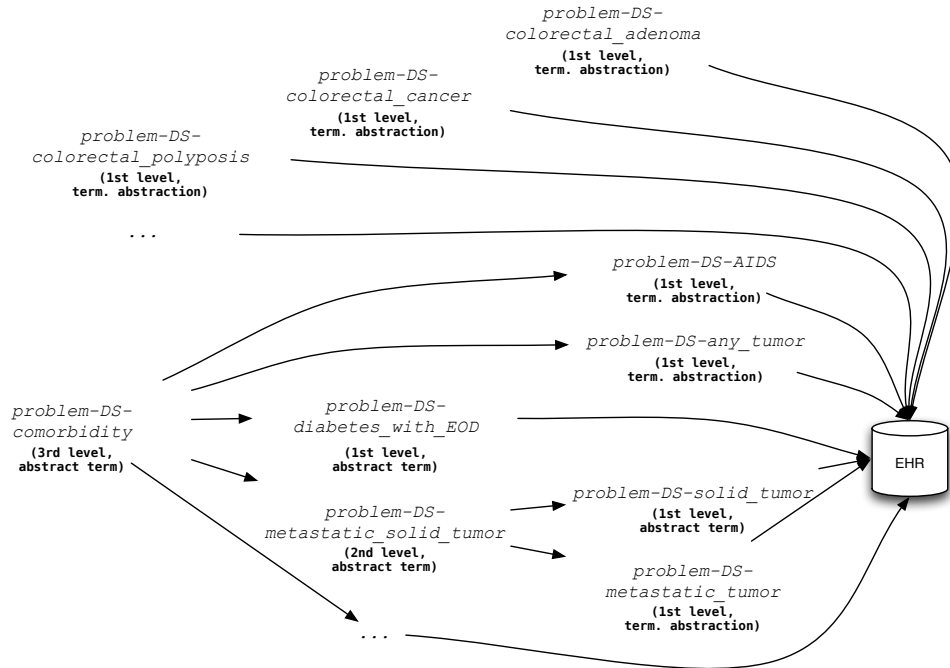 problem-DS-
colorectal_adenoma
(1st level,
term. abstraction)
problem-DS-
colorectal_cancer
(1st level,
term. abstraction)
problem-DS-
colorectal_polyposis
(1st level,
term. abstraction)
...
problem-DS-AIDS
(1st level,
term. abstraction)
problem-DS-any_tumor
(1st level,
term. abstraction)
problem-DS-
comorbidity
(3rd level,
abstract term)
problem-DS-
diabetes_with_EOD
(1st level,
abstract term)
EHR
problem-DS-solid_tumor
(1st level,
abstract term)
problem-DS-
metastatic_solid_tumor
(2nd level,
abstract term)
problem-DS-
metastatic_tumor
(1st level,
abstract term)
...